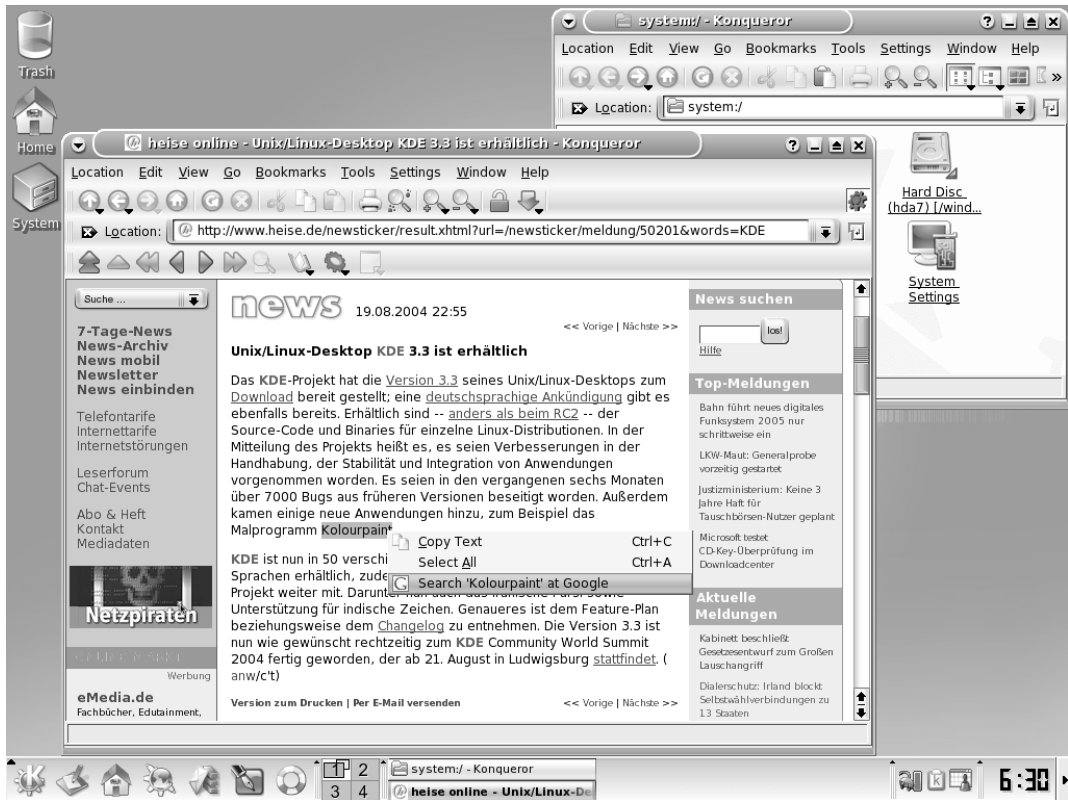 Trash
Home
System
system:/ - Konqueror
Location Edit View Go Bookmarks Tools Settings Window Help
Location: system:/
Hard Disc
(hda7) [/wind...
System
Settings
heise online - Unix/Linux-Desktop KDE 3.3 ist erhältlich - Konqueror
Location Edit View Go Bookmarks Tools Settings Window Help
Location: http://www.heise.de/newsticker/result.xhtml?url=/newsticker/meldung/50201&words=KDE
Suche ...
7-Tage-News
News-Archiv
News mobil
Newsletter
News einbinden
Telefontarife
Internettarife
Internetstörungen
Leserforum
Chat-Events
Abo & Heft
Kontakt
Mediadaten
Netzpiraten
Werbung
eMedia.de
Fachbücher, Edutainment,
news 19.08.2004 22:55
<< Vorige | Nächste >>
Unix/Linux-Desktop KDE 3.3 ist erhältlich
Das KDE-Projekt hat die Version 3.3 seines Unix/Linux-Desktops zum
Download bereit gestellt; eine deutschsprachige Ankündigung gibt es
ebenfalls bereits. Erhältlich sind -- anders als beim RC2 -- der
Source-Code und Binaries für einzelne Linux-Distributionen. In der
Mitteilung des Projekts heißt es, es seien Verbesserungen in der
Handhabung, der Stabilität und Integration von Anwendungen
vorgenommen worden. Es seien in den vergangenen sechs Monaten
über 7000 Bugs aus früheren Versionen beseitigt worden. Außerdem
kamen einige neue Anwendungen hinzu, zum Beispiel das
Malprogramm Kolourpaint
Copy Text Ctrl+C
Select All Ctrl+A
Search 'Kolourpaint' at Google
KDE ist nun in 50 verschi
Sprachen erhältlich, zude
Projekt weiter mit. Darunter nun auch das iranische Farsi sowie
Unterstützung für indische Zeichen. Genaueres ist dem Feature-Plan
beziehungsweise dem Changelog zu entnehmen. Die Version 3.3 ist
nun wie gewünscht rechtzeitig zum KDE Community World Summit
2004 fertig geworden, der ab 21. August in Ludwigsburg stattfindet. (
anw/c't)
Version zum Drucken | Per E-Mail versenden << Vorige | Nächste >>
News suchen
los!
Hilfe
Top-Meldungen
Bahn führt neues digitales
Funksystem 2005 nur
schrittweise ein
LKW-Maut: Generalprobe
vorzeitig gestartet
Justizministerium: Keine 3
Jahre Haft für
Tauschbörsen-Nutzer geplant
Microsoft testet
CD-Key-Überprüfung im
Downloadcenter
Aktuelle
Meldungen
Kabinett beschließt
Gesetzesentwurf zum Großen
Lauschangriff
Dialerschutz: Irland blockt
Selbstwählverbindungen zu
13 Staaten
1 2
3 4
system:/ - Konqueror
heise online - Unix/Linux-De
6:30